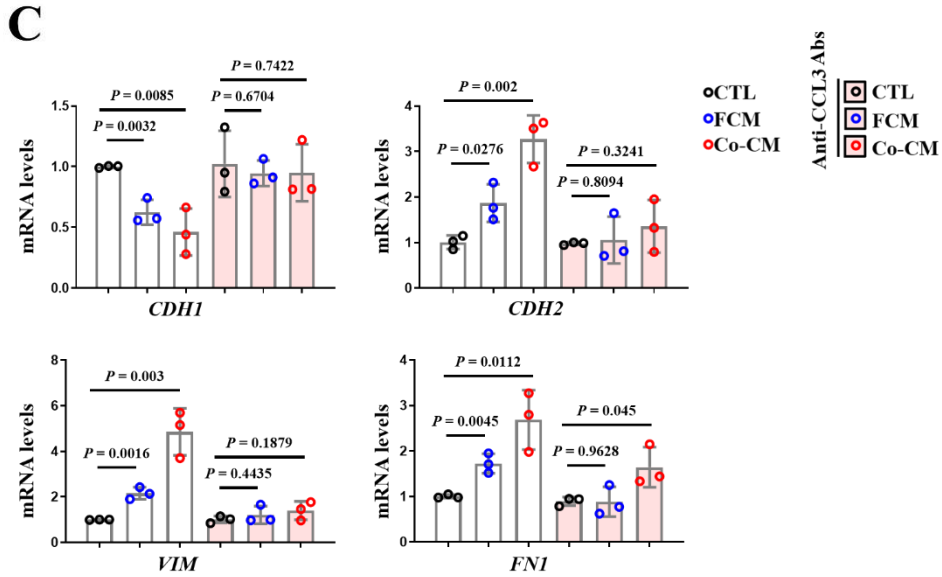 C
P = 0.7422
P = 0.0085
P = 0.6704
P = 0.0032
mRNA levels
1.5
1.0
0.5
0.0
CDH1
P = 0.002
P = 0.0276
P = 0.3241
P = 0.8094
mRNA levels
4
3
2
1
0
CDH2
CTL
FCM
Co-CM
Anti-CCL3 Abs
CTL
FCM
Co-CM
P = 0.003
P = 0.0016
P = 0.1879
P = 0.4435
mRNA levels
8
6
4
2
0
VIM
P = 0.0112
P = 0.0045
P = 0.045
P = 0.9628
mRNA levels
4
3
2
1
0
FN1